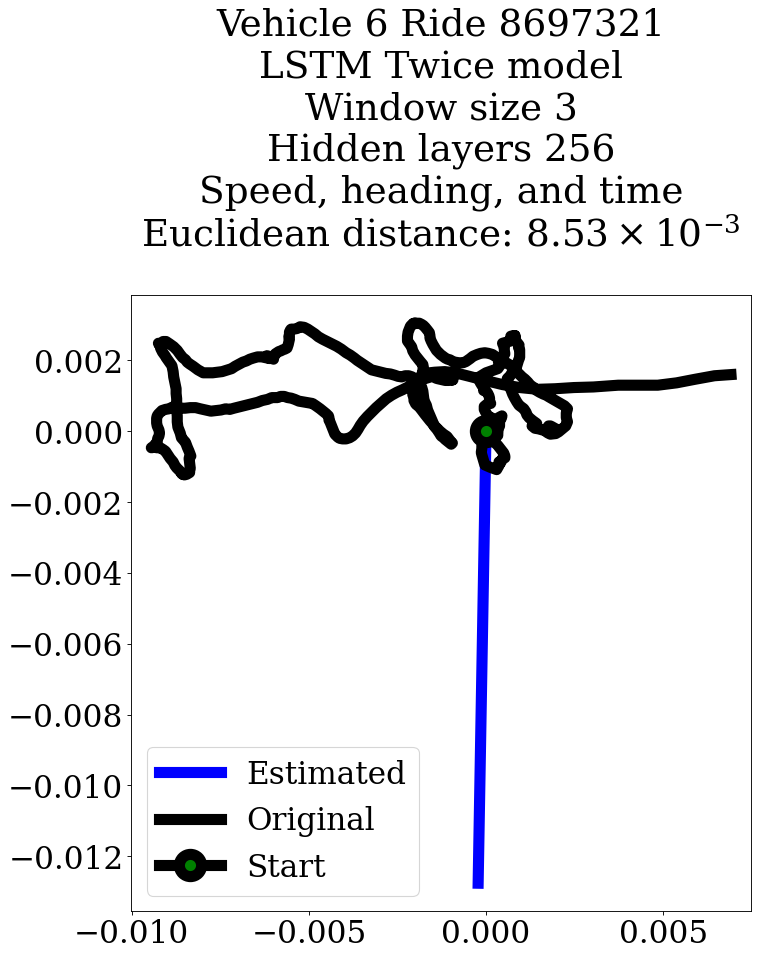 Vehicle 6 Ride 8697321
LSTM Twice model
Window size 3
Hidden layers 256
Speed, heading, and time
Euclidean distance: 8.53 × 10⁻³
0.002
0.000
−0.002
−0.004
−0.006
−0.008
−0.010
−0.012
Estimated
Original
Start
−0.010 −0.005 0.000 0.005